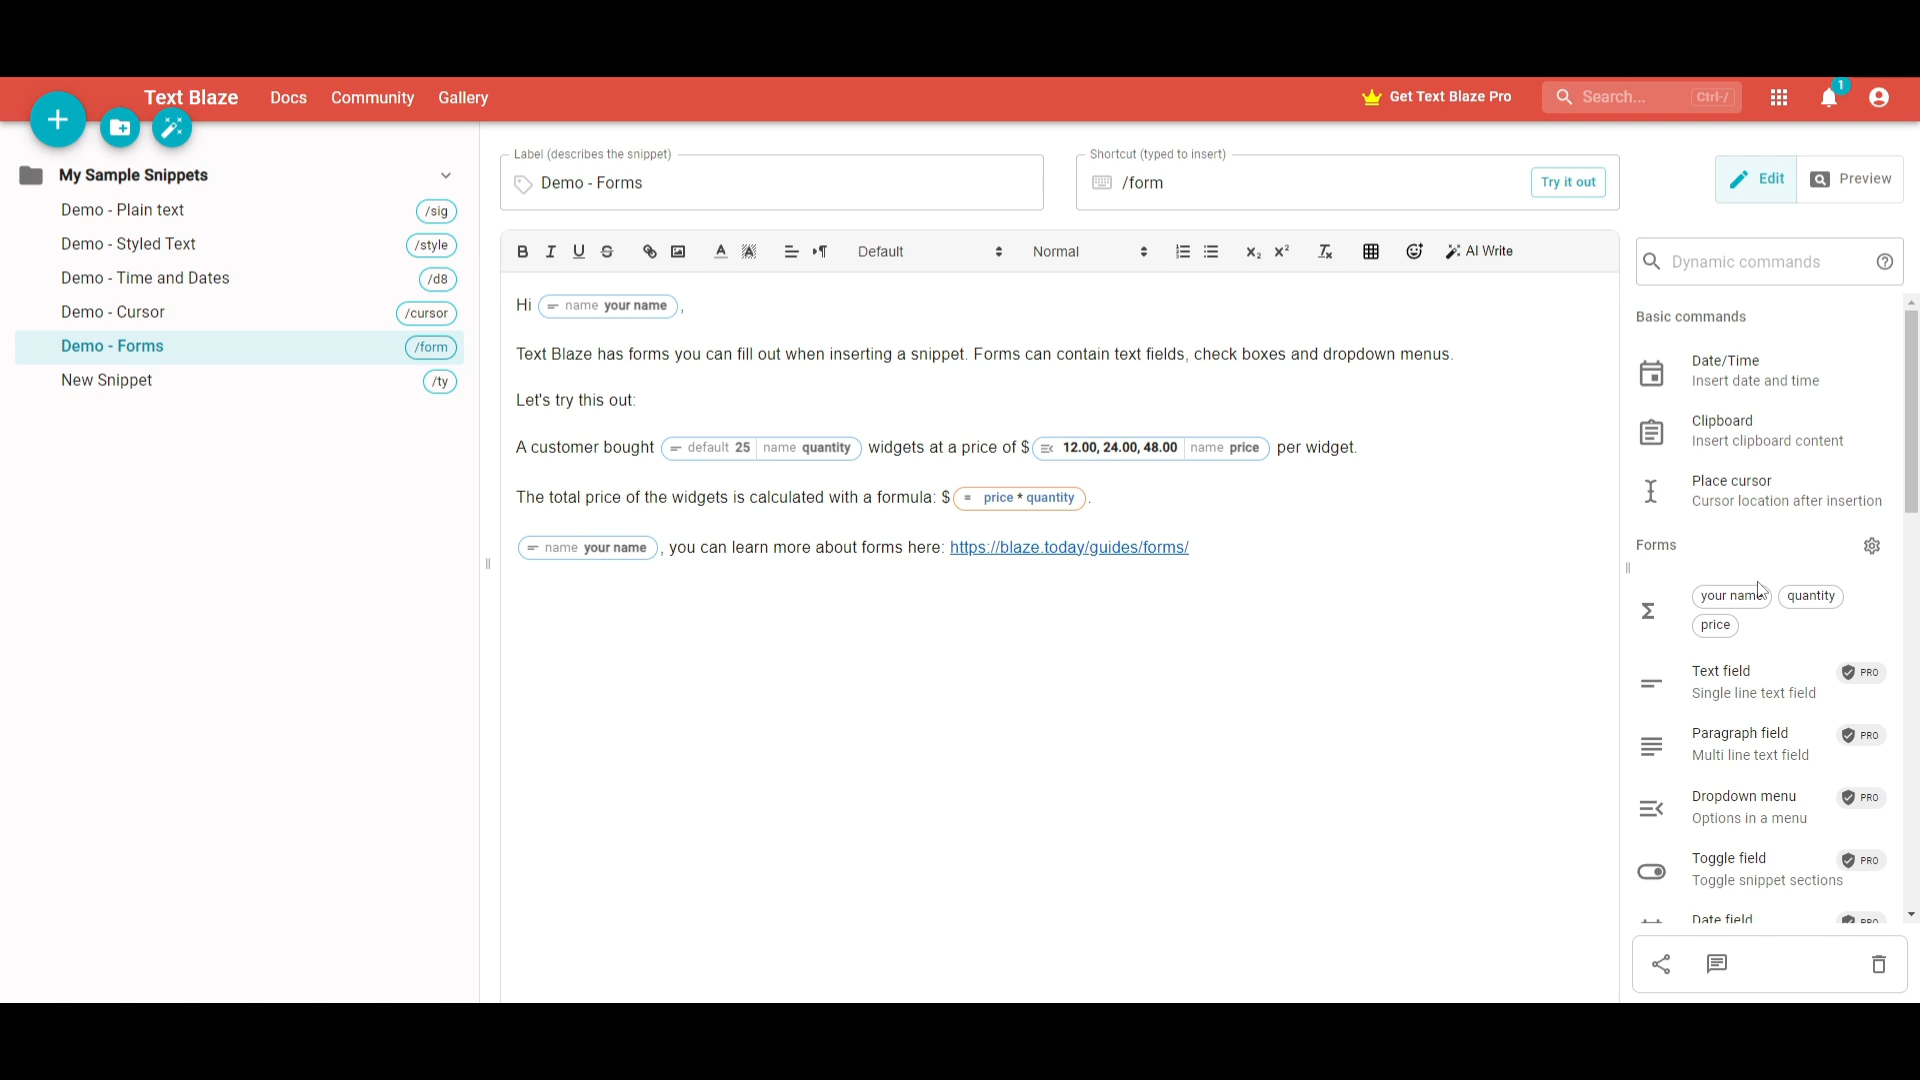 Text Blaze Docs Community Gallery Get Text Blaze Pro Search... Ctrl-/ 1
My Sample Snippets
Demo - Plain text /sig
Demo - Styled Text /style
Demo - Time and Dates /d8
Demo - Cursor /cursor
Demo - Forms /form
New Snippet /ty
Label (describes the snippet)
Demo - Forms
Shortcut (typed to insert)
/form Try it out
Edit Preview
Default Normal AI Write
Hi name your name ,
Text Blaze has forms you can fill out when inserting a snippet. Forms can contain text fields, check boxes and dropdown menus.
Let's try this out:
A customer bought default 25 name quantity widgets at a price of $ 12.00, 24.00, 48.00 name price per widget.
The total price of the widgets is calculated with a formula: $ = price * quantity .
name your name , you can learn more about forms here: https://blaze.today/guides/forms/
Dynamic commands
Basic commands
Date/Time
Insert date and time
Clipboard
Insert clipboard content
Place cursor
Cursor location after insertion
Forms
your name quantity
price
Text field PRO
Single line text field
Paragraph field PRO
Multi line text field
Dropdown menu PRO
Options in a menu
Toggle field PRO
Toggle snippet sections
Date field PRO